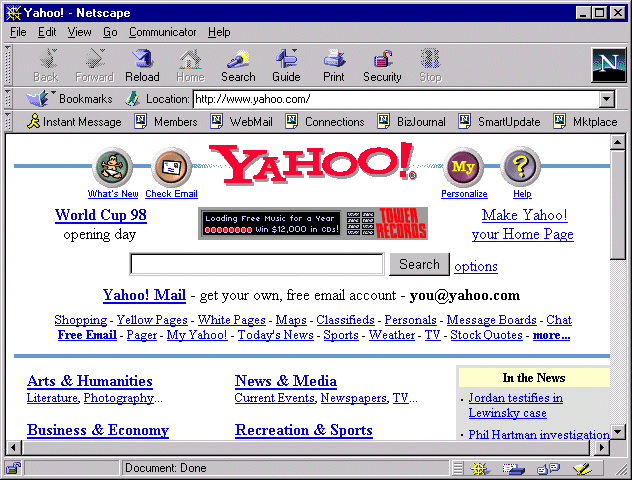 Yahoo! - Netscape
File Edit View Go Communicator Help
Back Forward Reload Home Search Guide Print Security Stop
N
Bookmarks Location: http://www.yahoo.com/
Instant Message Members WebMail Connections BizJournal SmartUpdate Mktplace
YAHOO! My ?
What's New Check Email Personalize Help
World Cup 98
opening day
Loading Free Music for a Year
Win $12,000 in CDs!
TOWER
RECORDS
Make Yahoo!
your Home Page
Search options
Yahoo! Mail - get your own, free email account - you@yahoo.com
Shopping - Yellow Pages - White Pages - Maps - Classifieds - Personals - Message Boards - Chat
Free Email - Pager - My Yahoo! - Today's News - Sports - Weather - TV - Stock Quotes - more...
Arts & Humanities
Literature, Photography...
News & Media
Current Events, Newspapers, TV...
In the News
Jordan testifies in
Lewinsky case
Phil Hartman investigation
Business & Economy
Recreation & Sports
Document: Done